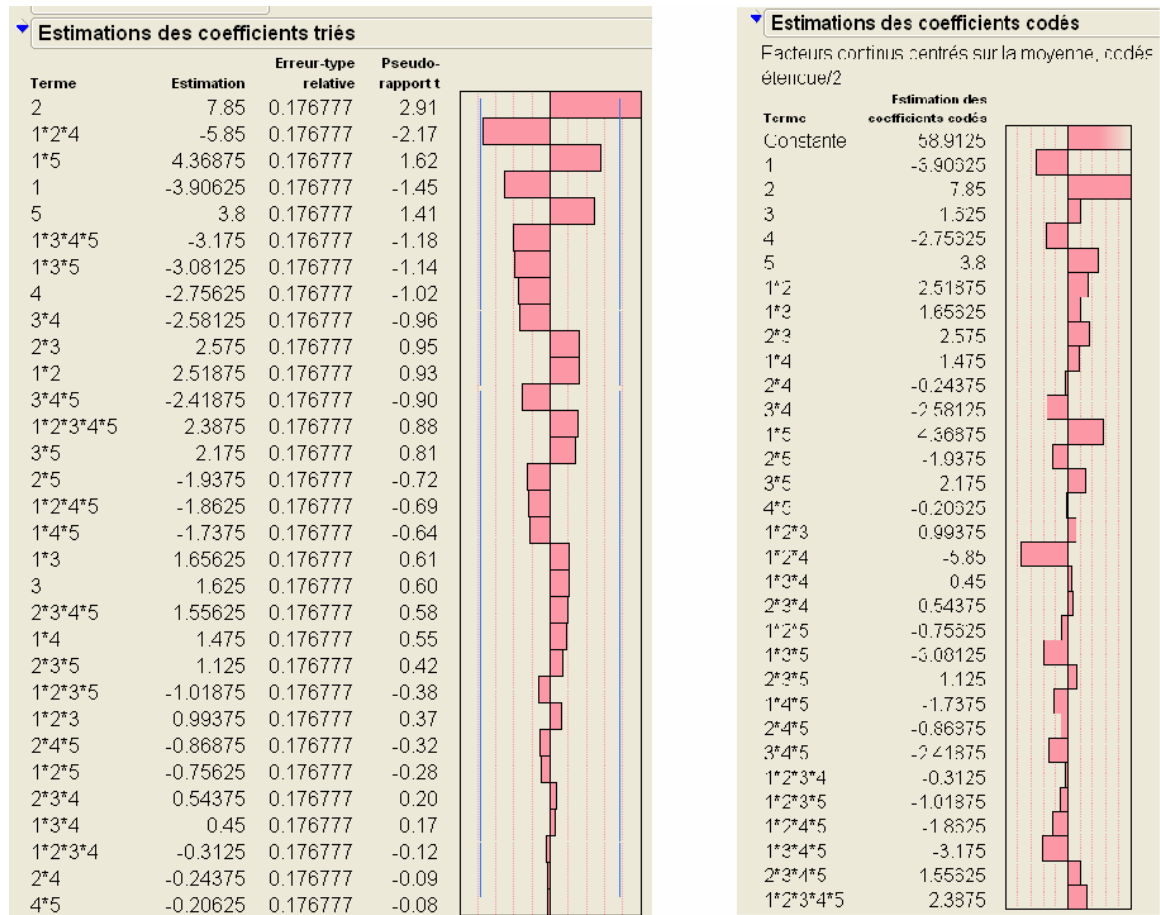 Estimations des coefficients triés
Erreur-type Pseudo-
Terme Estimation relative rapport t
2 7.85 0.176777 2.91
1*2*4 -5.85 0.176777 -2.17
1*5 4.36875 0.176777 1.62
1 -3.90625 0.176777 -1.45
5 3.8 0.176777 1.41
1*3*4*5 -3.175 0.176777 -1.18
1*3*5 -3.08125 0.176777 -1.14
4 -2.75625 0.176777 -1.02
3*4 -2.58125 0.176777 -0.96
2*3 2.575 0.176777 0.95
1*2 2.51875 0.176777 0.93
3*4*5 -2.41875 0.176777 -0.90
1*2*3*4*5 2.3875 0.176777 0.88
3*5 2.175 0.176777 0.81
2*5 -1.9375 0.176777 -0.72
1*2*4*5 -1.8625 0.176777 -0.69
1*4*5 -1.7375 0.176777 -0.64
1*3 1.65625 0.176777 0.61
3 1.625 0.176777 0.60
2*3*4*5 1.55625 0.176777 0.58
1*4 1.475 0.176777 0.55
2*3*5 1.125 0.176777 0.42
1*2*3*5 -1.01875 0.176777 -0.38
1*2*3 0.99375 0.176777 0.37
2*4*5 -0.86875 0.176777 -0.32
1*2*5 -0.75625 0.176777 -0.28
2*3*4 0.54375 0.176777 0.20
1*3*4 0.45 0.176777 0.17
1*2*3*4 -0.3125 0.176777 -0.12
2*4 -0.24375 0.176777 -0.09
4*5 -0.20625 0.176777 -0.08
Estimations des coefficients codés
Facteurs continus centrés sur la moyenne, codés
étendue/2
Estimation des
Terme coefficients codés
Constante 58.9125
1 -3.90625
2 7.85
3 1.625
4 -2.75625
5 3.8
1*2 2.51875
1*3 1.65625
2*3 2.575
1*4 1.475
2*4 -0.24375
3*4 -2.58125
1*5 4.36875
2*5 -1.9375
3*5 2.175
4*5 -0.20625
1*2*3 0.99375
1*2*4 -5.85
1*3*4 0.45
2*3*4 0.54375
1*2*5 -0.75625
1*3*5 -3.08125
2*3*5 1.125
1*4*5 -1.7375
2*4*5 -0.86875
3*4*5 -2.41875
1*2*3*4 -0.3125
1*2*3*5 -1.01875
1*2*4*5 -1.8625
1*3*4*5 -3.175
2*3*4*5 1.55625
1*2*3*4*5 2.3875